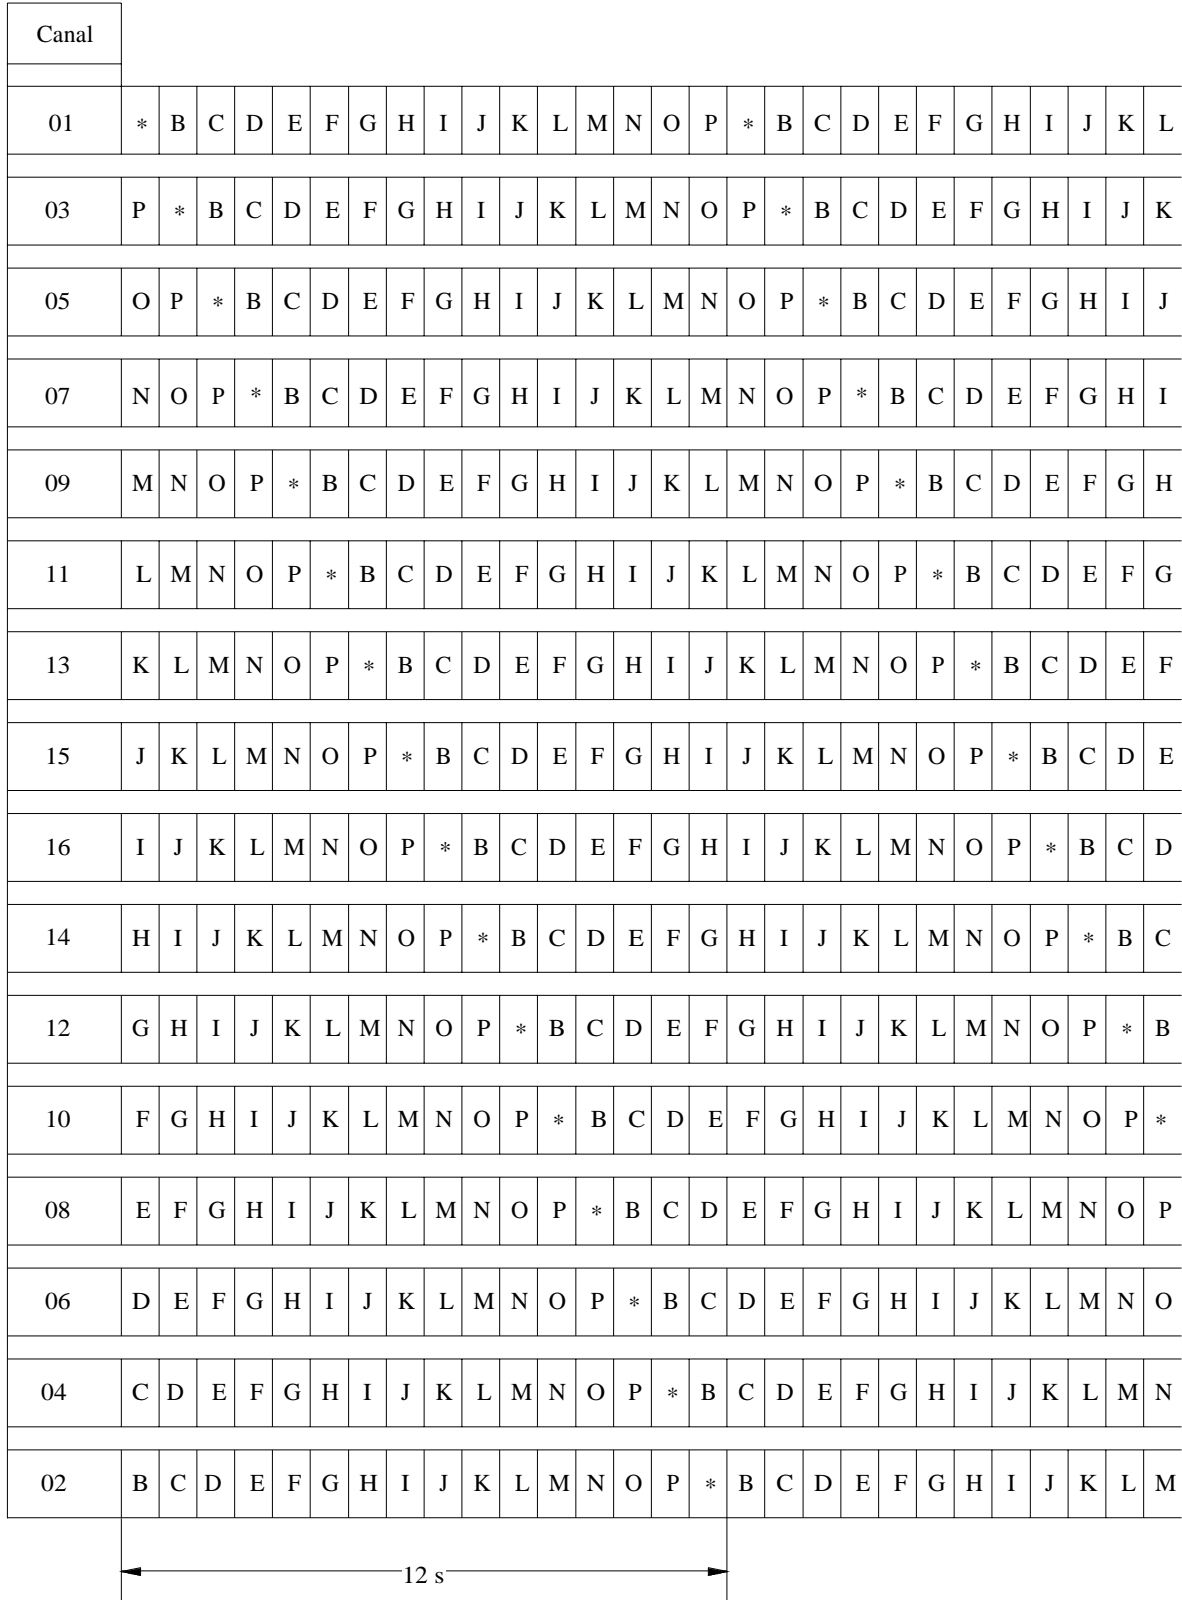 Canal
01 * B C D E F G H I J K L M N O P * B C D E F G H I J K L
03 P * B C D E F G H I J K L M N O P * B C D E F G H I J K
05 O P * B C D E F G H I J K L M N O P * B C D E F G H I J
07 N O P * B C D E F G H I J K L M N O P * B C D E F G H I
09 M N O P * B C D E F G H I J K L M N O P * B C D E F G H
11 L M N O P * B C D E F G H I J K L M N O P * B C D E F G
13 K L M N O P * B C D E F G H I J K L M N O P * B C D E F
15 J K L M N O P * B C D E F G H I J K L M N O P * B C D E
16 I J K L M N O P * B C D E F G H I J K L M N O P * B C D
14 H I J K L M N O P * B C D E F G H I J K L M N O P * B C
12 G H I J K L M N O P * B C D E F G H I J K L M N O P * B
10 F G H I J K L M N O P * B C D E F G H I J K L M N O P *
08 E F G H I J K L M N O P * B C D E F G H I J K L M N O P
06 D E F G H I J K L M N O P * B C D E F G H I J K L M N O
04 C D E F G H I J K L M N O P * B C D E F G H I J K L M N
02 B C D E F G H I J K L M N O P * B C D E F G H I J K L M
12 s